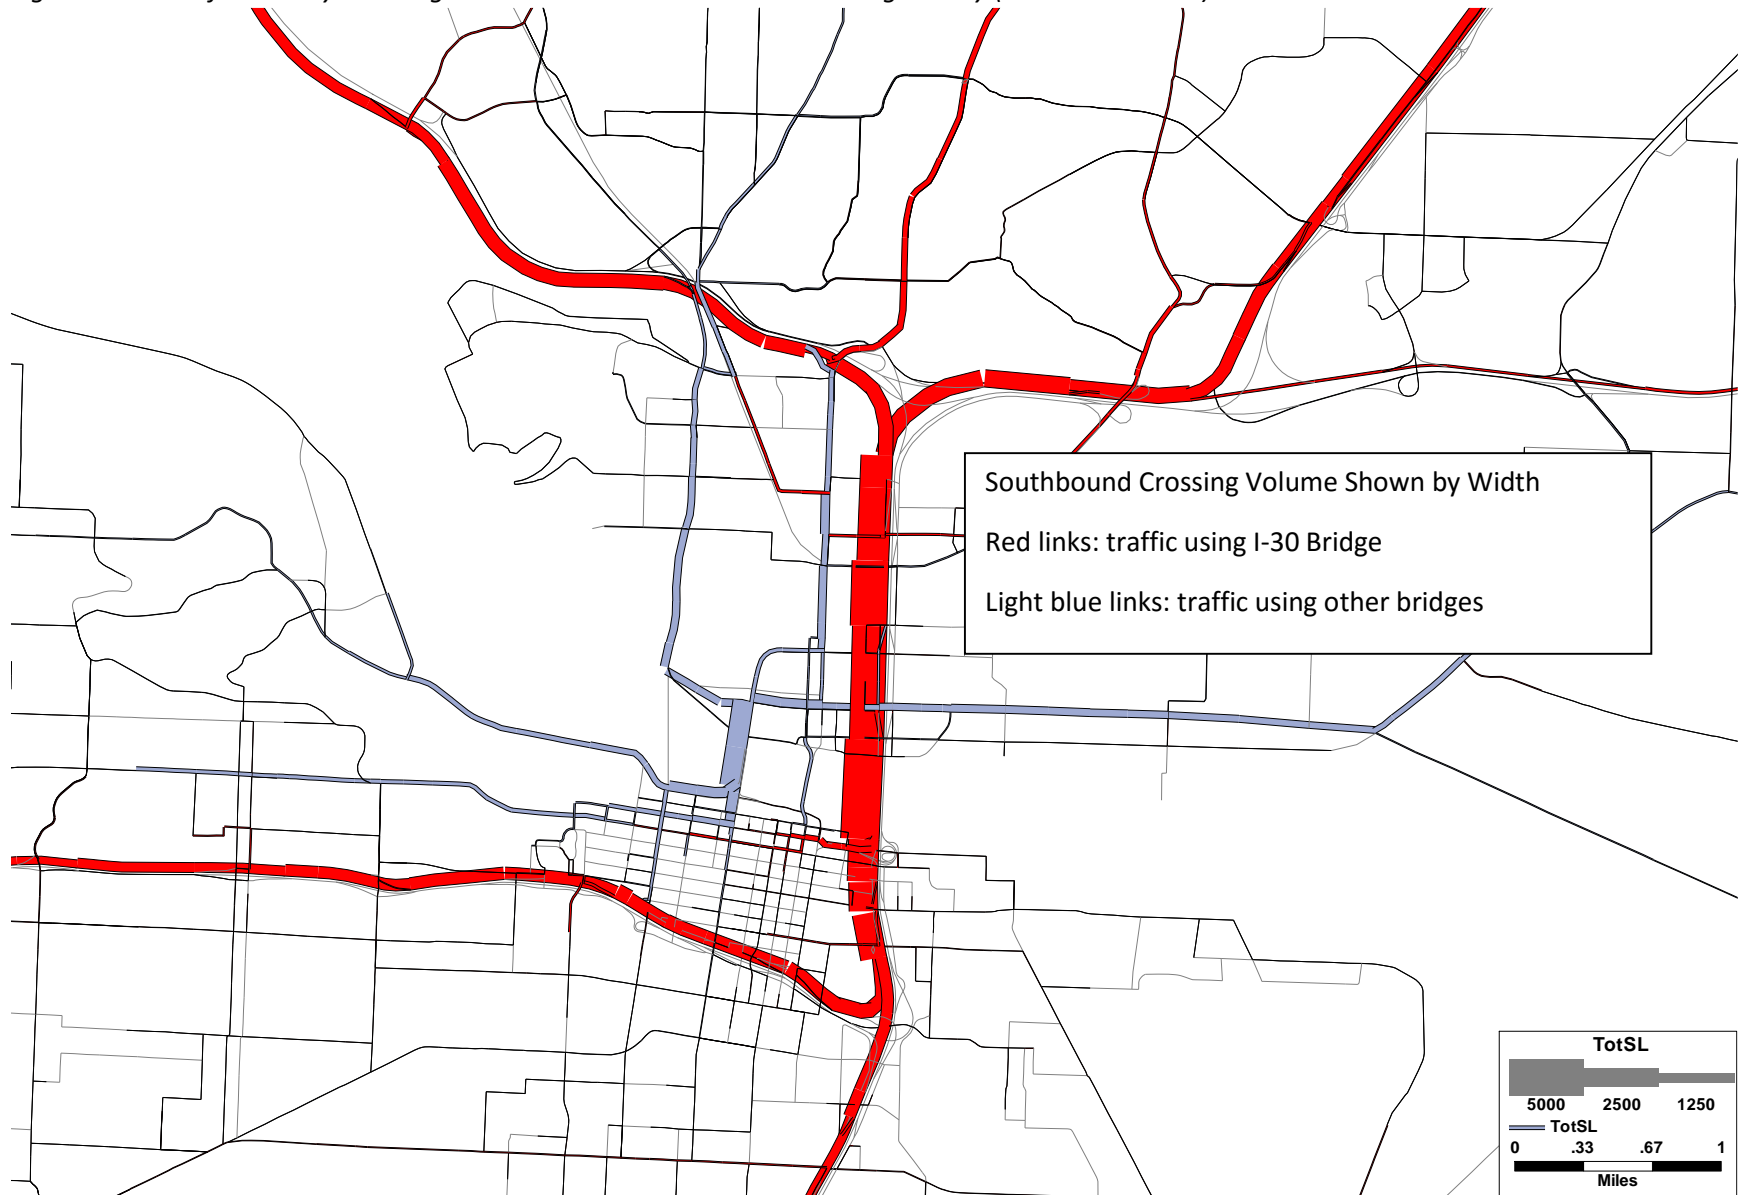 Southbound Crossing Volume Shown by Width
Red links: traffic using I-30 Bridge
Light blue links: traffic using other bridges
TotSL
5000 2500 1250
TotSL
0 .33 .67 1
Miles